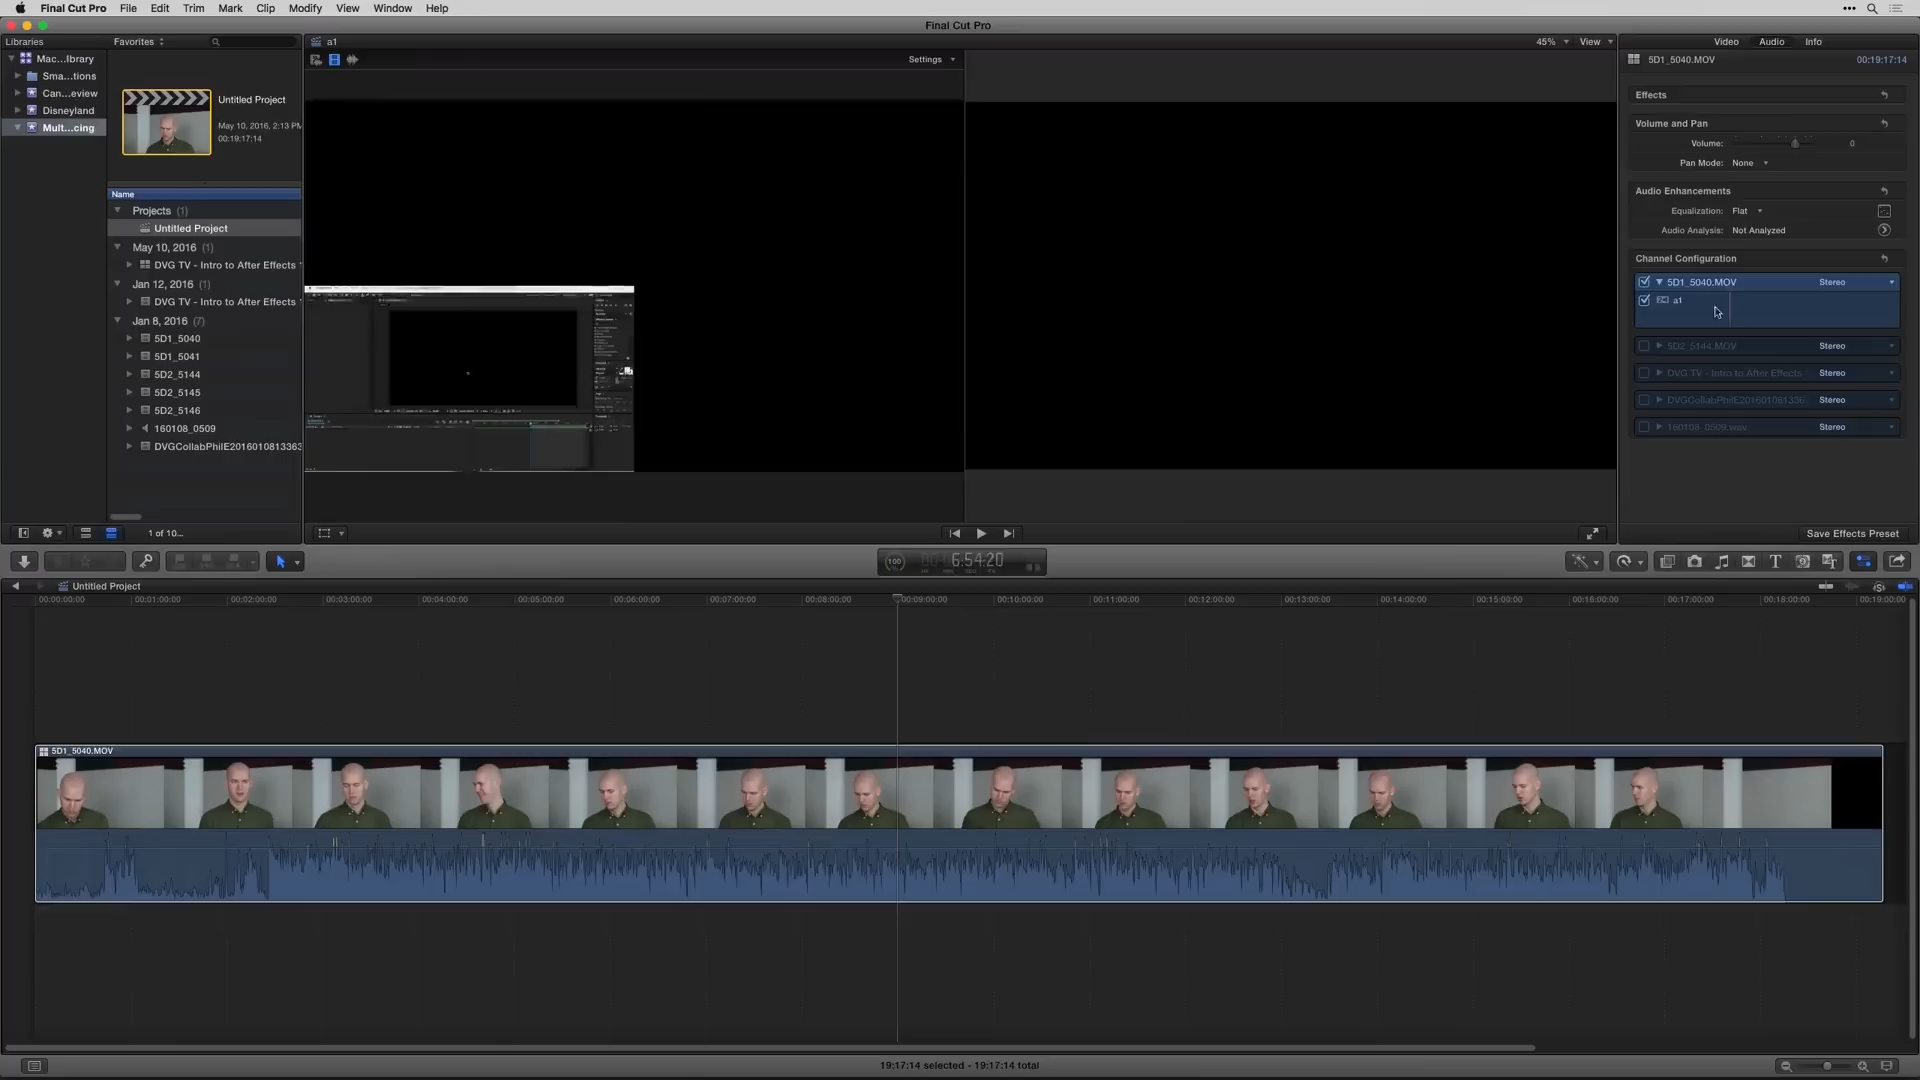 Final Cut Pro File Edit Trim Mark Clip Modify View Window Help
Final Cut Pro
Libraries Favorites a1 45% View Video Audio Info
Mac...library
Sma...tions
Can...eview
Disneyland
Mult...cing
Untitled Project
May 10, 2016, 2:13 PM
00:19:17:14
Name
Projects (1)
Untitled Project
May 10, 2016 (1)
DVG TV - Intro to After Effects
Jan 12, 2016 (1)
DVG TV - Intro to After Effects
Jan 8, 2016 (7)
5D1_5040
5D1_5041
5D2_5144
5D2_5145
5D2_5146
160108_0509
DVGCollabPhilE2016010813363
1 of 10...
Settings
5D1_5040.MOV 00:19:17:14
Effects
Volume and Pan
Volume: 0
Pan Mode: None
Audio Enhancements
Equalization: Flat
Audio Analysis: Not Analyzed
Channel Configuration
5D1_5040.MOV Stereo
a1
5D2_5144.MOV Stereo
DVG TV - Intro to After Effects Stereo
DVGCollabPhilE201601081336 Stereo
160108_0509.wav Stereo
Save Effects Preset
100 6:54:20
Untitled Project
00:00:00:00 00:01:00:00 00:02:00:00 00:03:00:00 00:04:00:00 00:05:00:00 00:06:00:00 00:07:00:00 00:08:00:00 00:09:00:00 00:10:00:00 00:11:00:00 00:12:00:00 00:13:00:00 00:14:00:00 00:15:00:00 00:16:00:00 00:17:00:00 00:18:00:00 00:19:00:00
5D1_5040.MOV
19:17:14 selected - 19:17:14 total